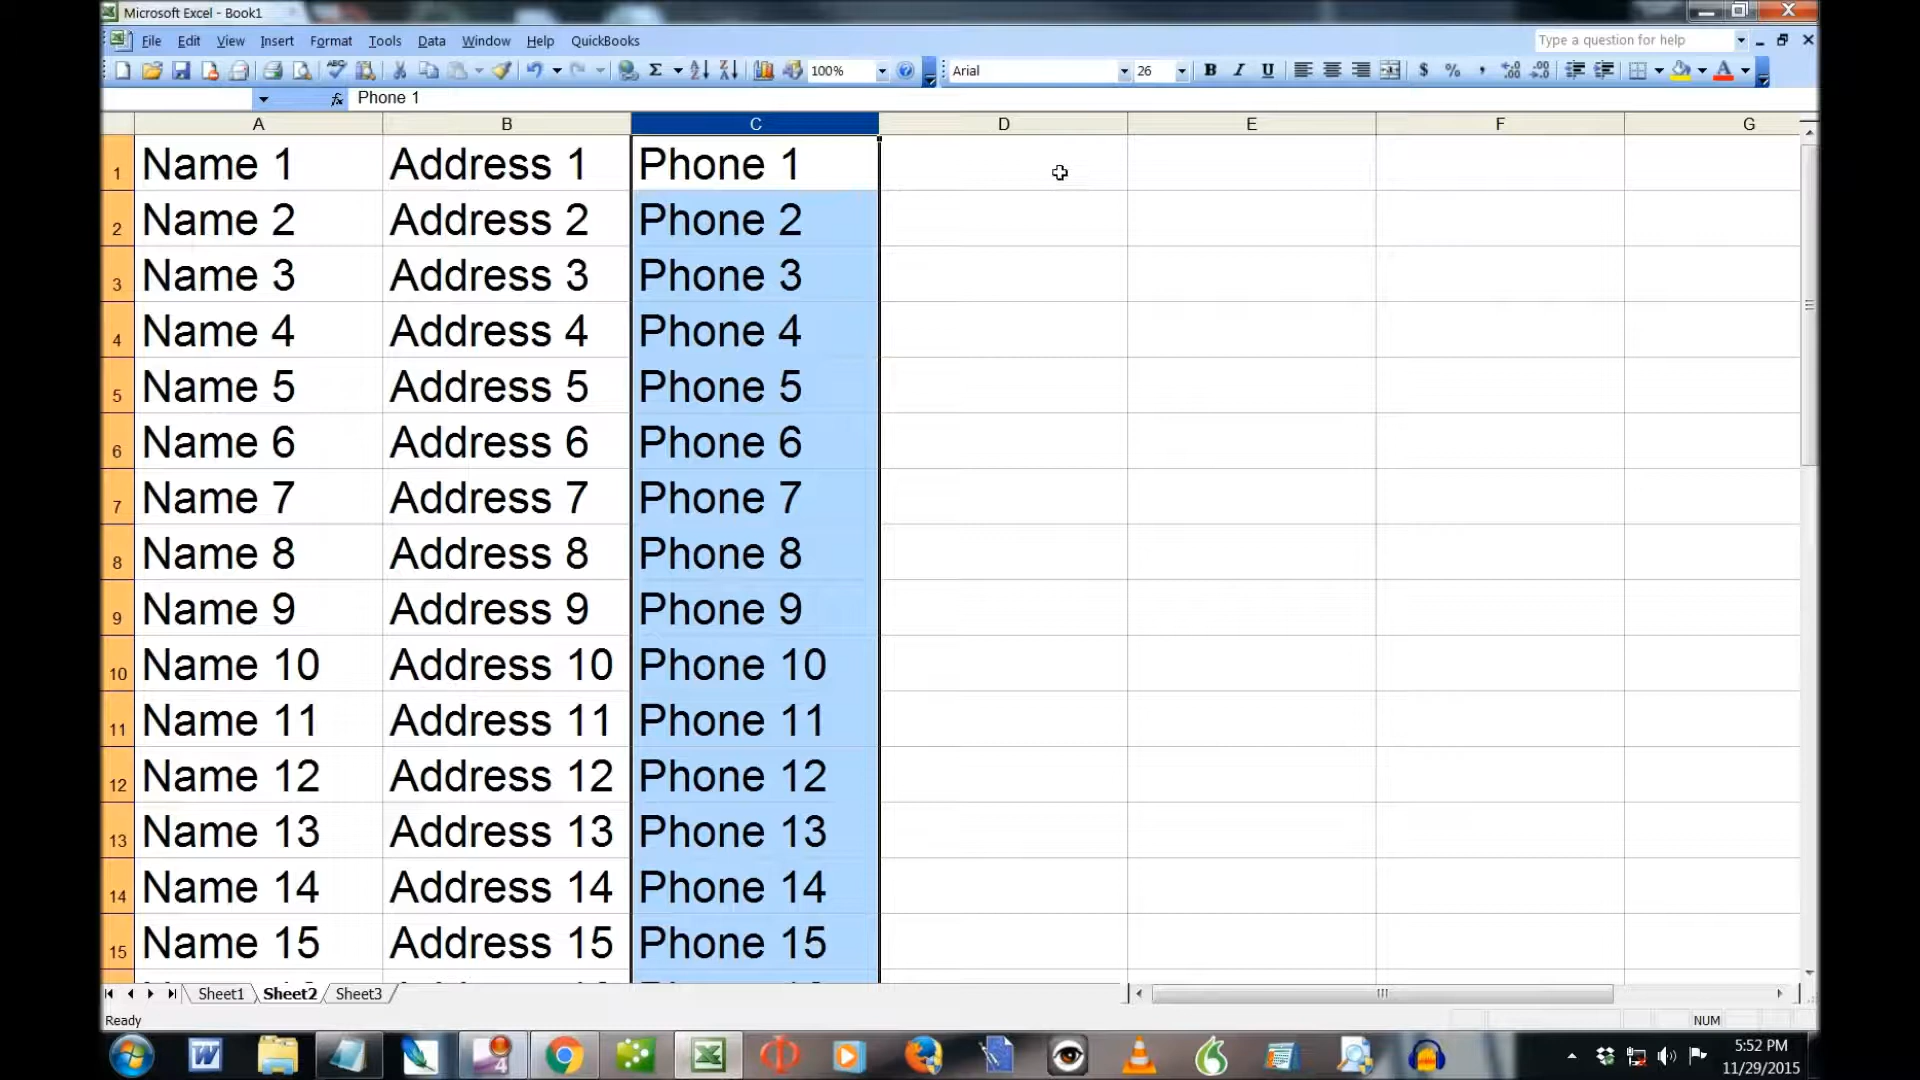 Microsoft Excel - Book1
File Edit View Insert Format Tools Data Window Help QuickBooks Type a question for help
100% Arial 26 B I U $ %
fx Phone 1
A B C D E F G
1 Name 1 Address 1 Phone 1
2 Name 2 Address 2 Phone 2
3 Name 3 Address 3 Phone 3
4 Name 4 Address 4 Phone 4
5 Name 5 Address 5 Phone 5
6 Name 6 Address 6 Phone 6
7 Name 7 Address 7 Phone 7
8 Name 8 Address 8 Phone 8
9 Name 9 Address 9 Phone 9
10 Name 10 Address 10 Phone 10
11 Name 11 Address 11 Phone 11
12 Name 12 Address 12 Phone 12
13 Name 13 Address 13 Phone 13
14 Name 14 Address 14 Phone 14
15 Name 15 Address 15 Phone 15
Sheet1 Sheet2 Sheet3
Ready NUM
5:52 PM
11/29/2015